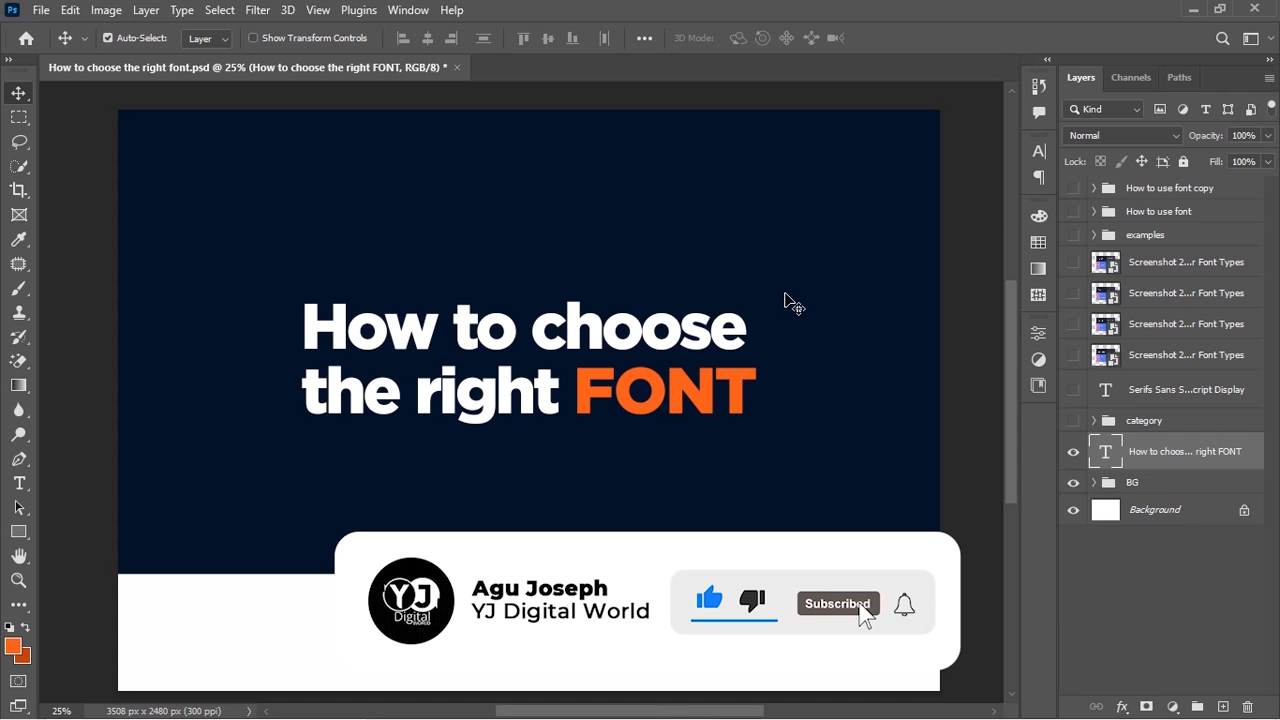 Ps File Edit Image Layer Type Select Filter 3D View Plugins Window Help
Auto-Select: Layer Show Transform Controls 3D Mode:
How to choose the right font.psd @ 25% (How to choose the right FONT, RGB/8) *
Layers Channels Paths
Kind
Normal Opacity: 100%
Lock: Fill: 100%
How to use font copy
How to use font
examples
Screenshot 2...r Font Types
Screenshot 2...r Font Types
Screenshot 2...r Font Types
Screenshot 2...r Font Types
Serifs Sans S...cript Display
category
How to choos... right FONT
BG
Background
How to choose
the right FONT
YJ
Digital
WORLD
Agu Joseph
YJ Digital World
Subscribed
25% 3508 px x 2480 px (300 ppi)